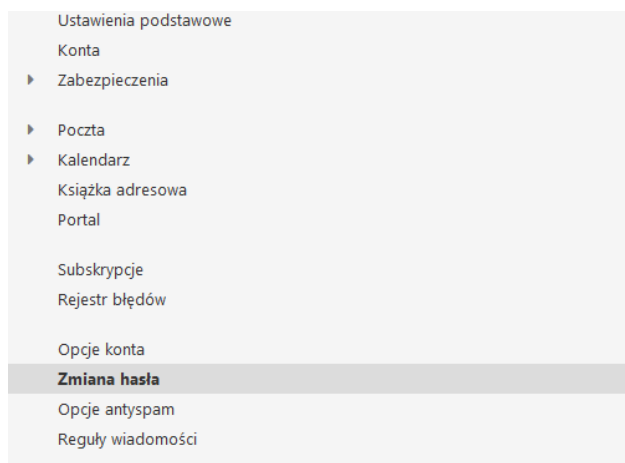 Ustawienia podstawowe
Konta
Zabezpieczenia
Poczta
Kalendarz
Książka adresowa
Portal
Subskrypcje
Rejestr błędów
Opcje konta
Zmiana hasła
Opcje antyspam
Reguły wiadomości